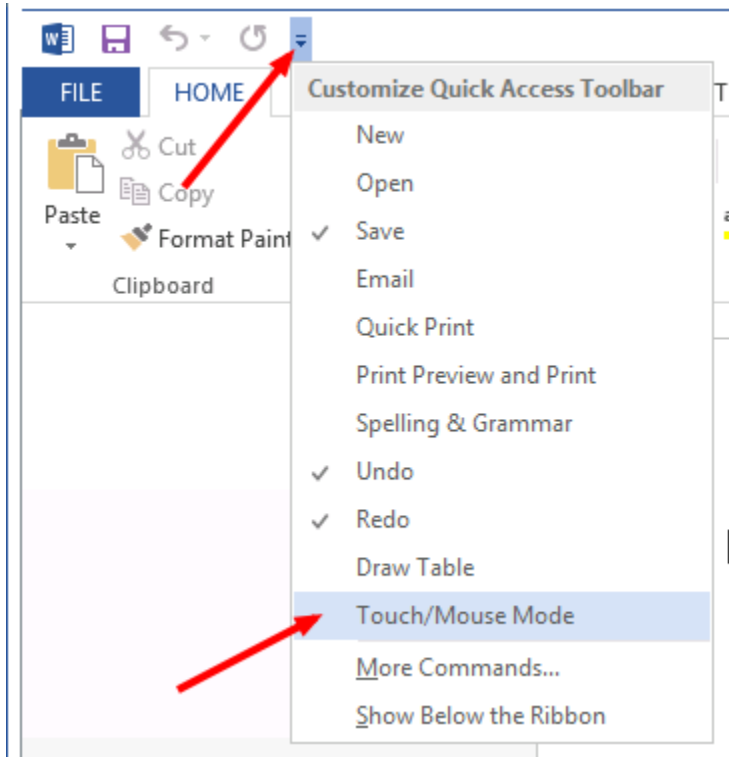 FILE
HOME
Cut
Copy
Paste
Format Paint
Clipboard
Customize Quick Access Toolbar
New
Open
Save
Email
Quick Print
Print Preview and Print
Spelling & Grammar
Undo
Redo
Draw Table
Touch/Mouse Mode
More Commands...
Show Below the Ribbon